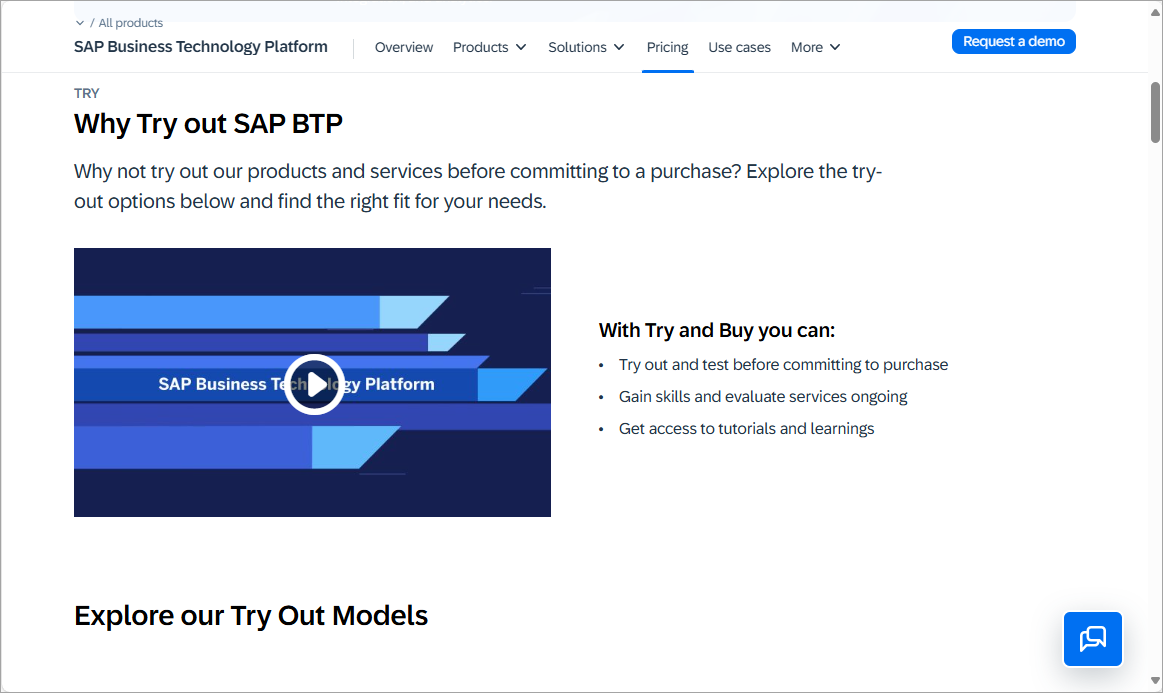 / All products
SAP Business Technology Platform
Overview
Products
Solutions
Pricing
Use cases
More
Request a demo
TRY
Why Try out SAP BTP
Why not try out our products and services before committing to a purchase? Explore the try-
out options below and find the right fit for your needs.
SAP Business Technology Platform
With Try and Buy you can:
• Try out and test before committing to purchase
• Gain skills and evaluate services ongoing
• Get access to tutorials and learnings
Explore our Try Out Models